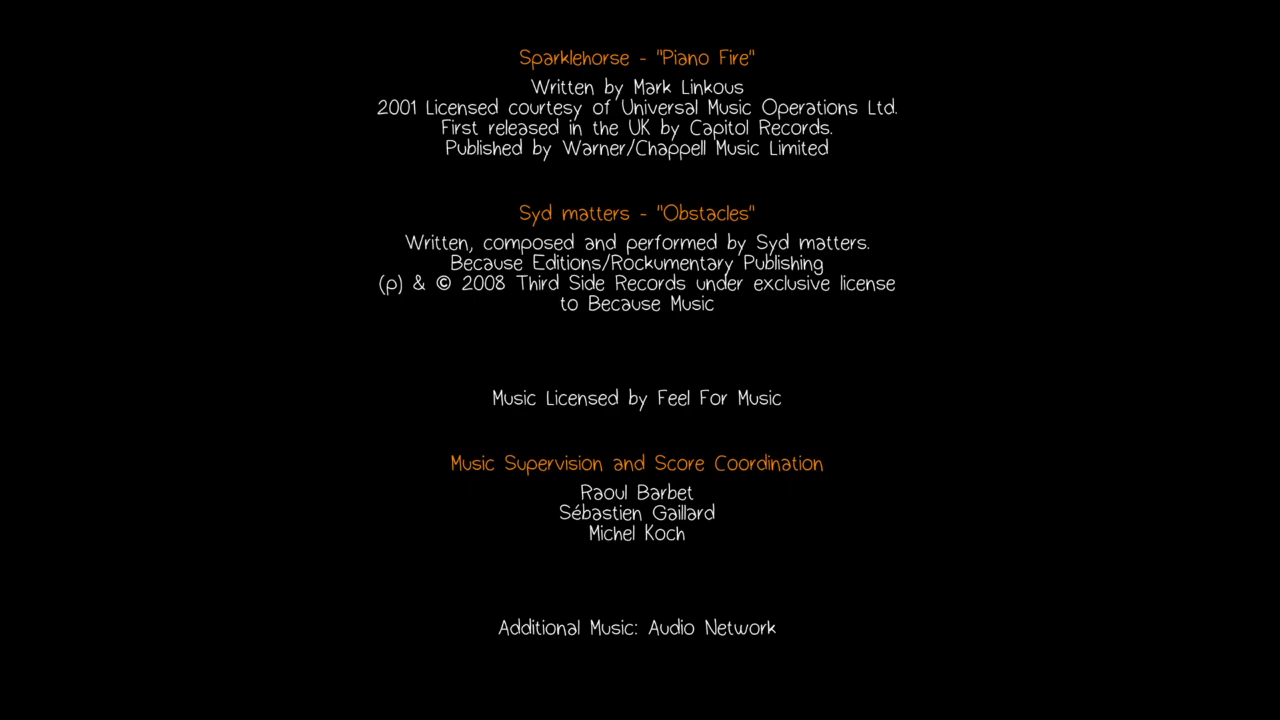 Sparklehorse - "Piano Fire"
Written by Mark Linkous
2001 Licensed courtesy of Universal Music Operations Ltd.
First released in the UK by Capitol Records.
Published by Warner/Chappell Music Limited
Syd matters - "Obstacles"
Written, composed and performed by Syd matters.
Because Editions/Rockumentary Publishing
(p) & © 2008 Third Side Records under exclusive license
to Because Music
Music Licensed by Feel For Music
Music Supervision and Score Coordination
Raoul Barbet
Sébastien Gaillard
Michel Koch
Additional Music: Audio Network